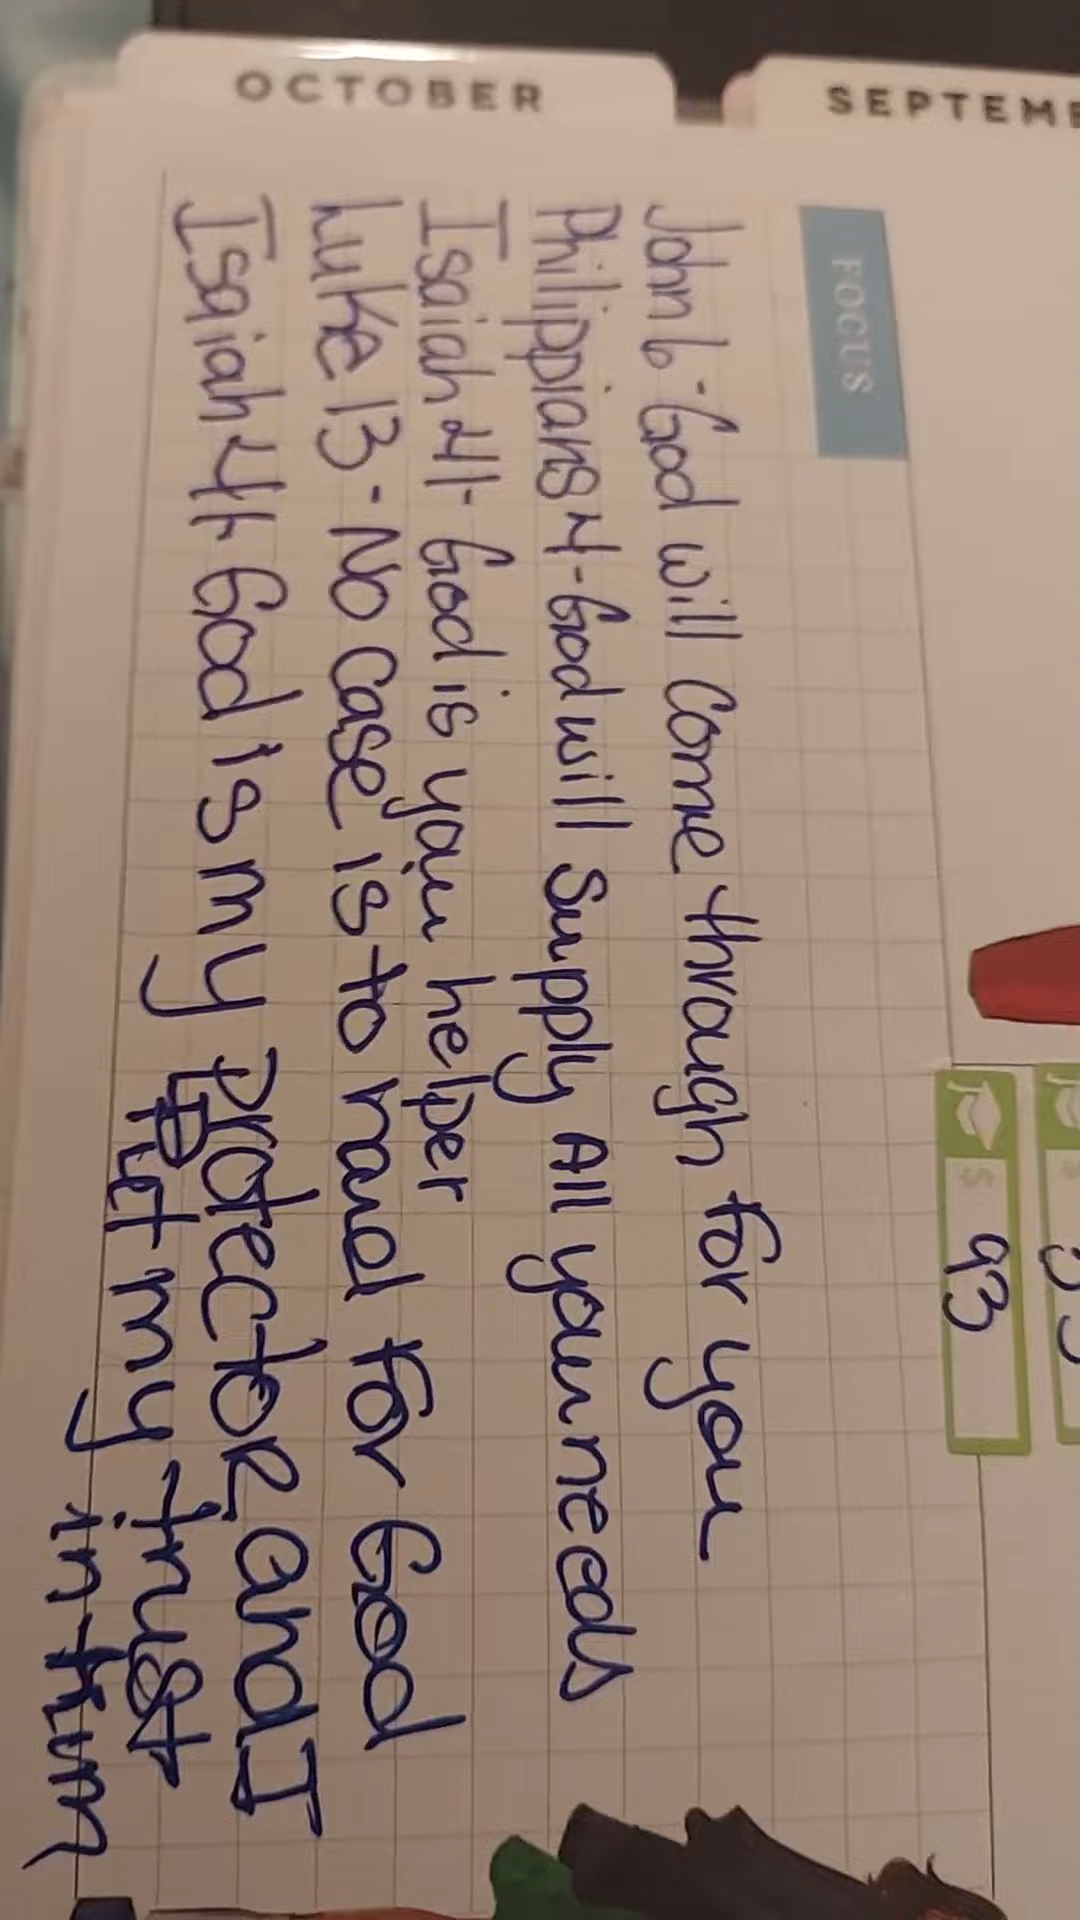 OCTOBER
SEPTEME
FOCUS
John 6-God will Come through for you
Philippians 4-God will Supply All your needs
Isaiah 41-God is your helper
Luke 13-No Case is to hard for God
Isaiah 41-God is my Protector and I
Put my trust
in him
$ 93
$